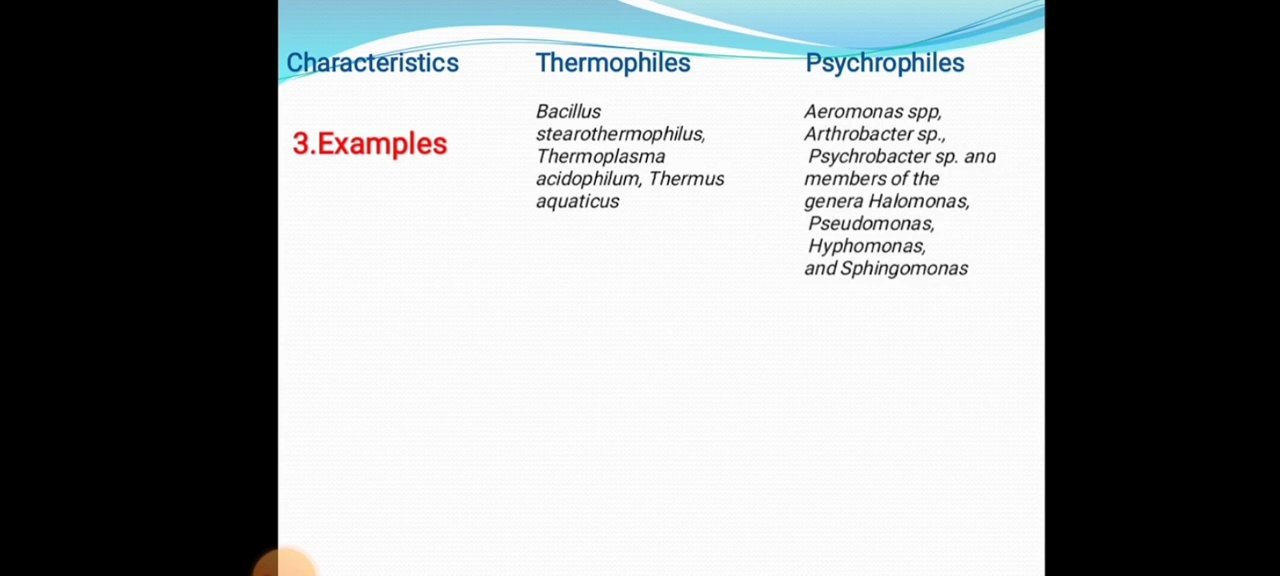 Characteristics
Thermophiles
Psychrophiles
3.Examples
Bacillus
stearothermophilus,
Thermoplasma
acidophilum, Thermus
aquaticus
Aeromonas spp,
Arthrobacter sp.,
Psychrobacter sp. and
members of the
genera Halomonas,
Pseudomonas,
Hyphomonas,
and Sphingomonas